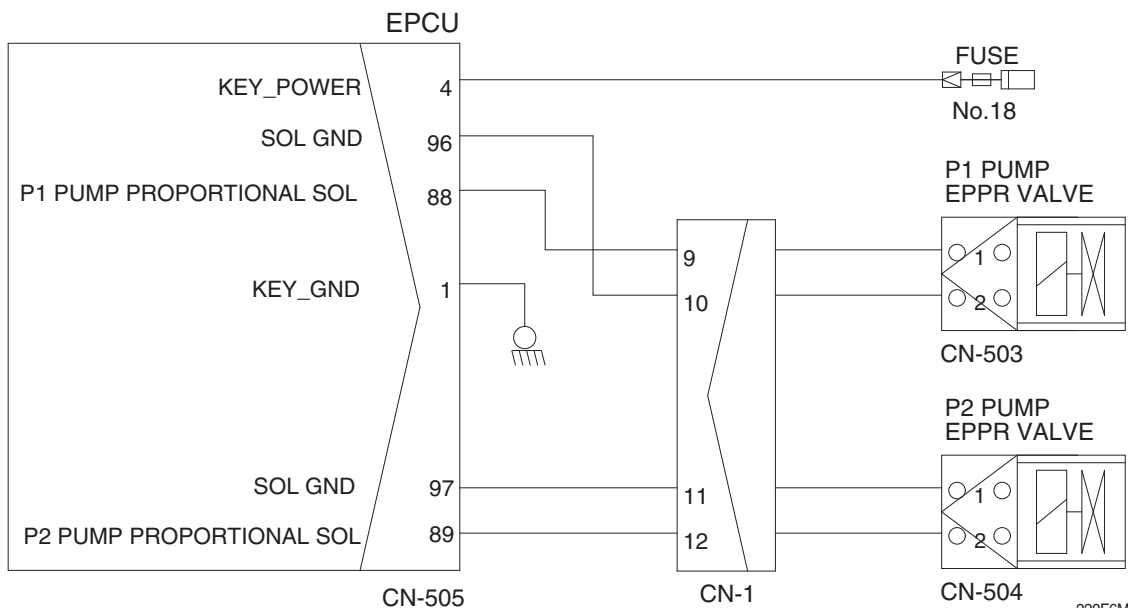 EPCU
FUSE
KEY_POWER 4
No.18
SOL GND 96
P1 PUMP PROPORTIONAL SOL 88
P1 PUMP
EPPR VALVE
9 1
KEY_GND 1
10 2
CN-503
P2 PUMP
EPPR VALVE
SOL GND 97 11 1
P2 PUMP PROPORTIONAL SOL 89 12 2
CN-505
CN-1
CN-504